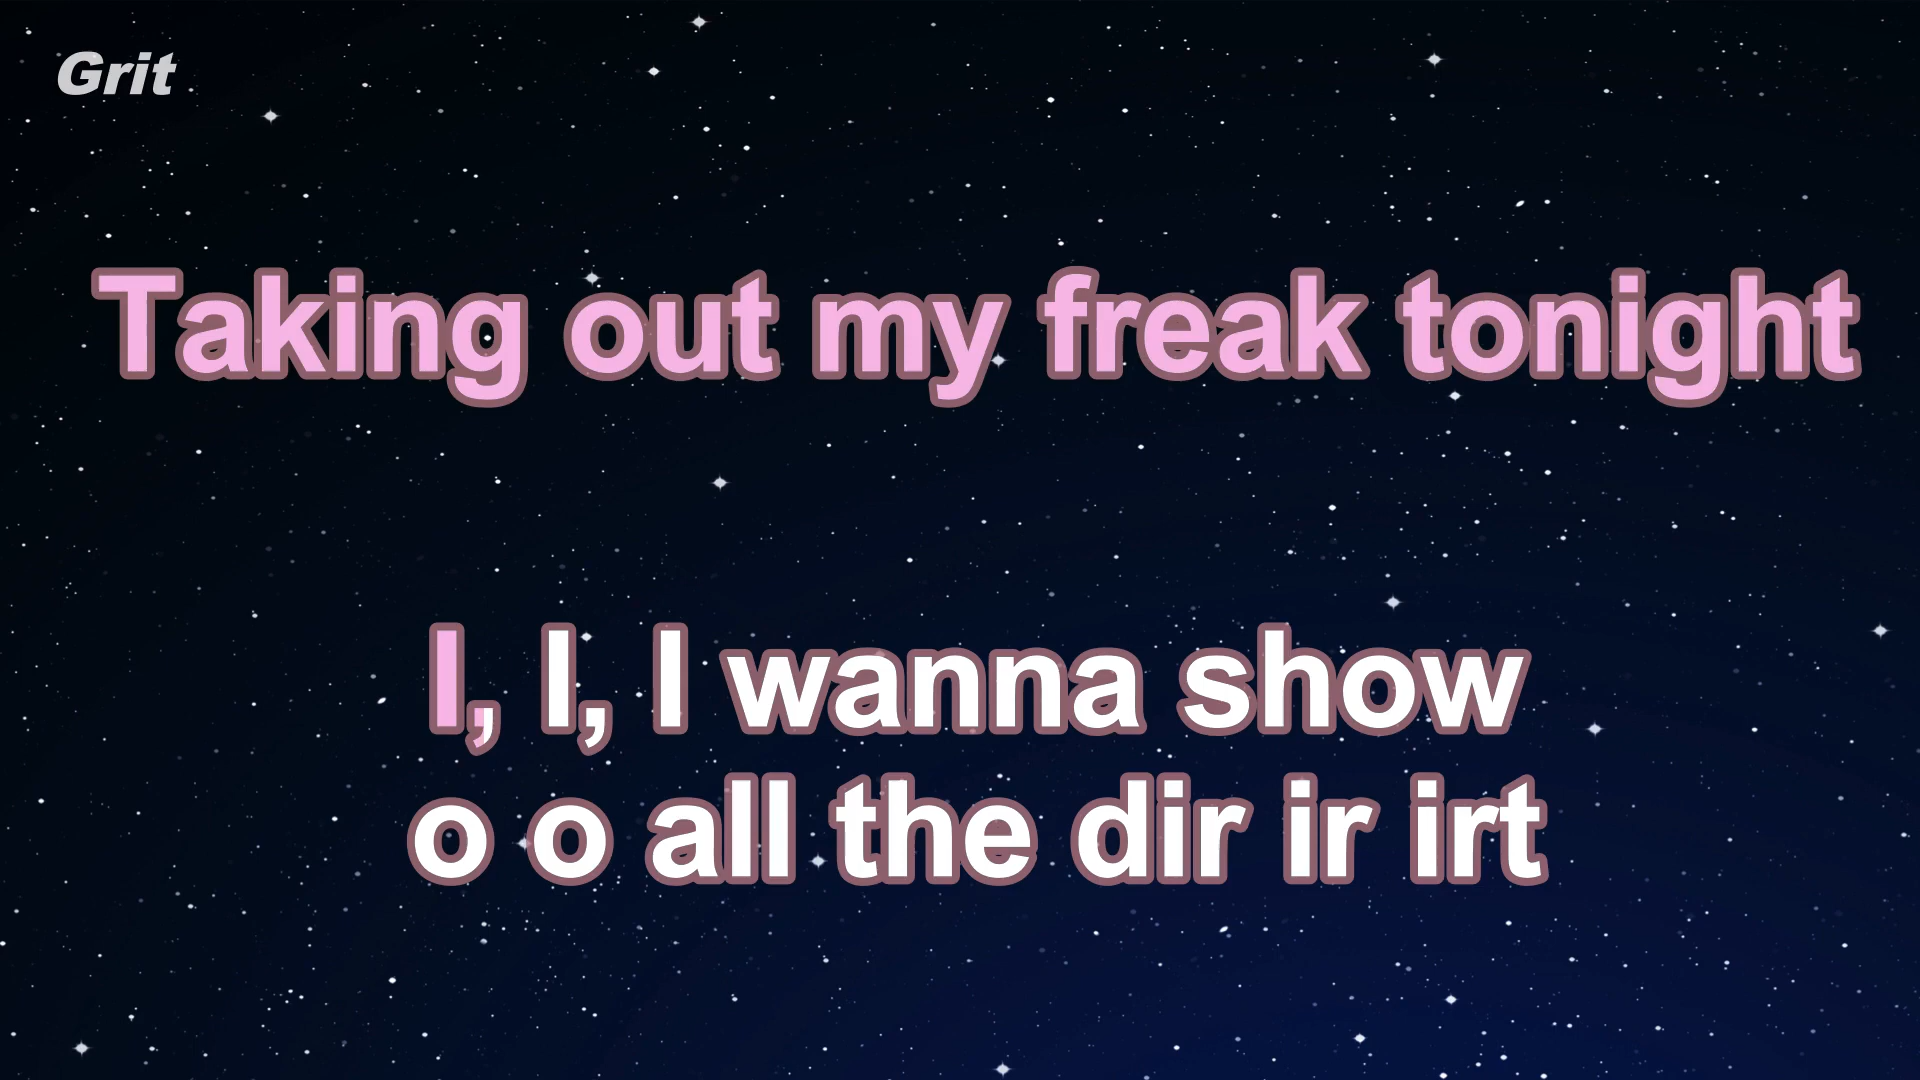 Grit
Taking out my freak tonight
I, I, I wanna show
o o all the dir ir irt